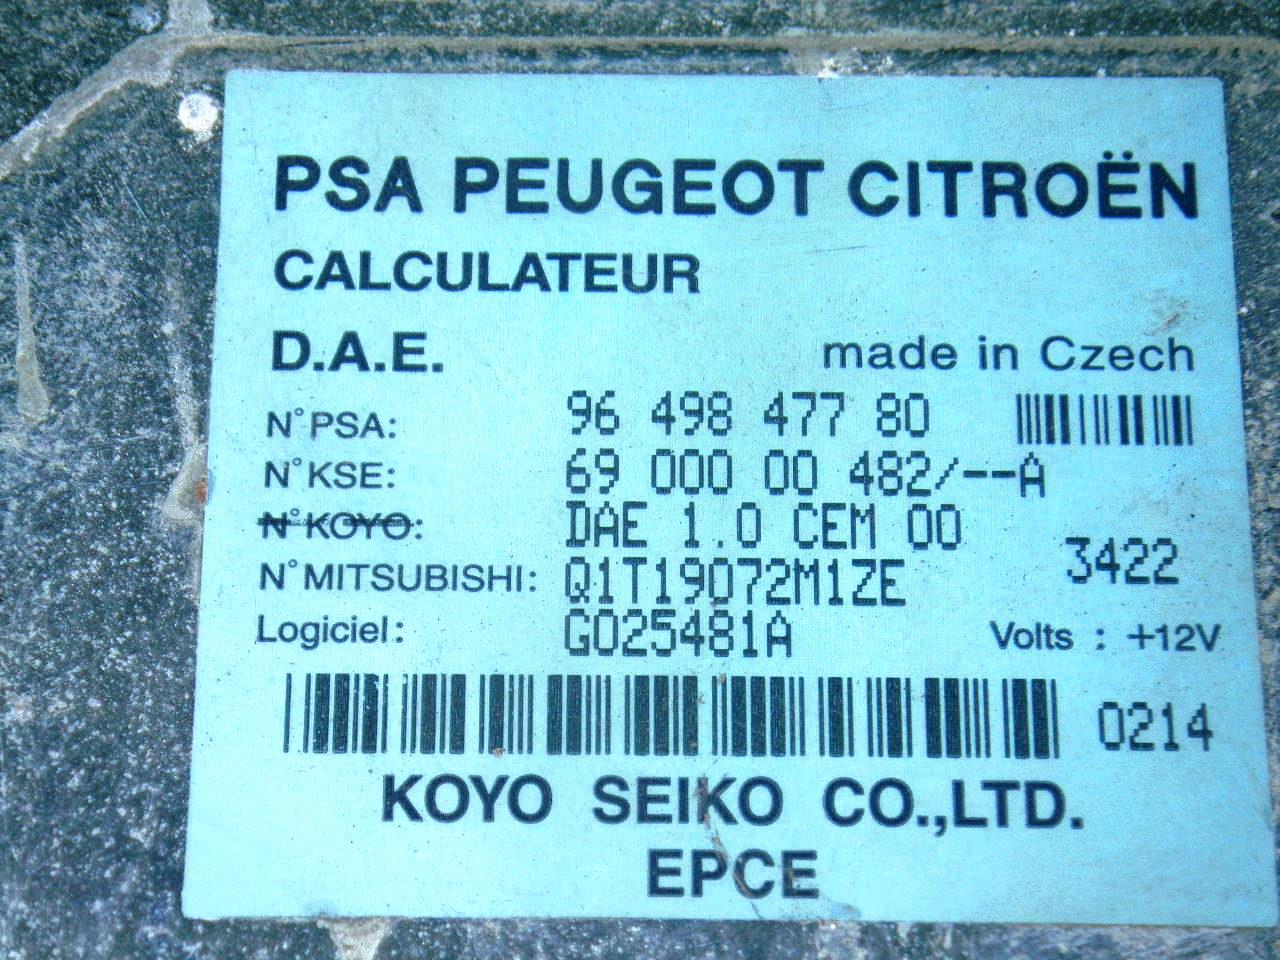 PSA PEUGEOT CITROËN
CALCULATEUR
D.A.E. made in Czech
N° PSA: 96 498 477 80
N° KSE: 69 000 00 482/--A
N° KOYO: DAE 1.0 CEM 00
N° MITSUBISHI: Q1T19072M1ZE 3422
Logiciel: G025481A Volts : +12V
0214
KOYO SEIKO CO.,LTD.
EPCE